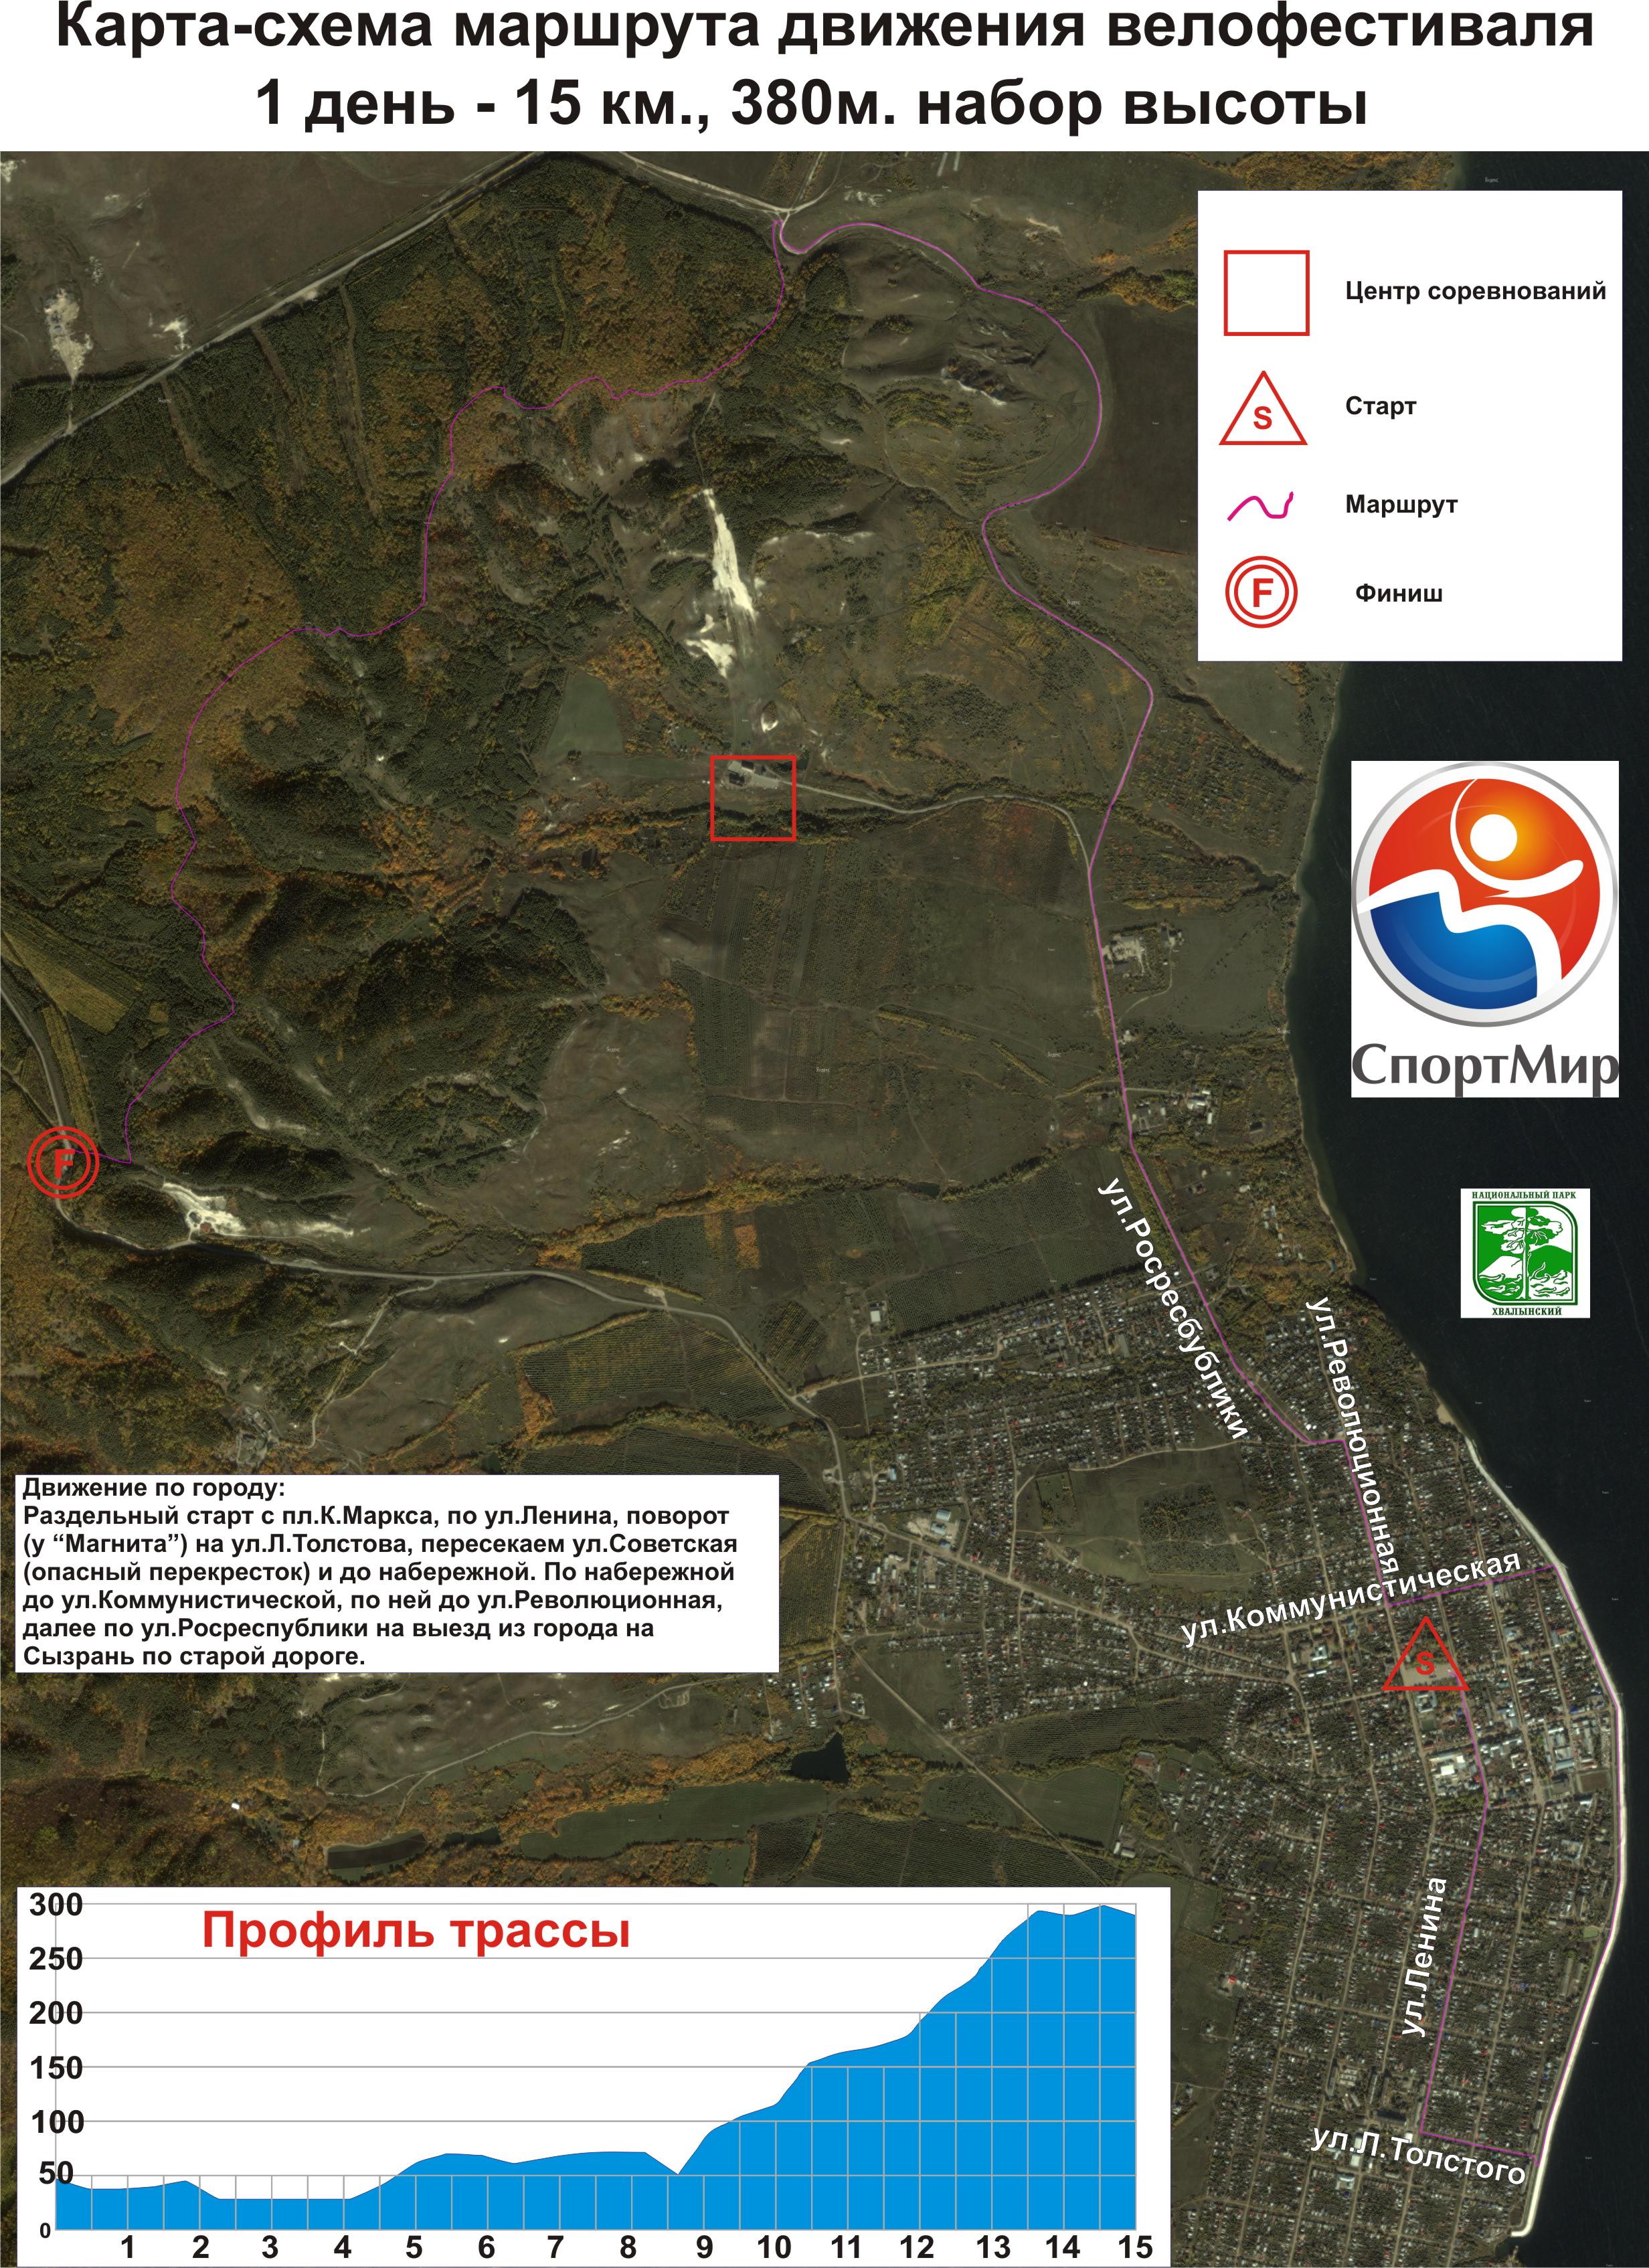 Карта-схема маршрута движения велофестиваля
1 день - 15 км., 380м. набор высоты
Центр соревнований
S
Старт
Маршрут
F
Финиш
СпортМир
F
НАЦИОНАЛЬНЫЙ ПАРК
ХВАЛЫНСКИЙ
ул.Росресбублики
ул.Революционная
Движение по городу:
Раздельный старт с пл.К.Маркса, по ул.Ленина, поворот
(у “Магнита”) на ул.Л.Толстова, пересекаем ул.Советская
(опасный перекресток) и до набережной. По набережной
до ул.Коммунистической, по ней до ул.Революционная,
далее по ул.Росреспублики на выезд из города на
Сызрань по старой дороге.
ул.Коммунистическая
S
ул.Ленина
ул.Л.Толстого
Профиль трассы
300
250
200
150
100
50
0
1 2 3 4 5 6 7 8 9 10 11 12 13 14 15